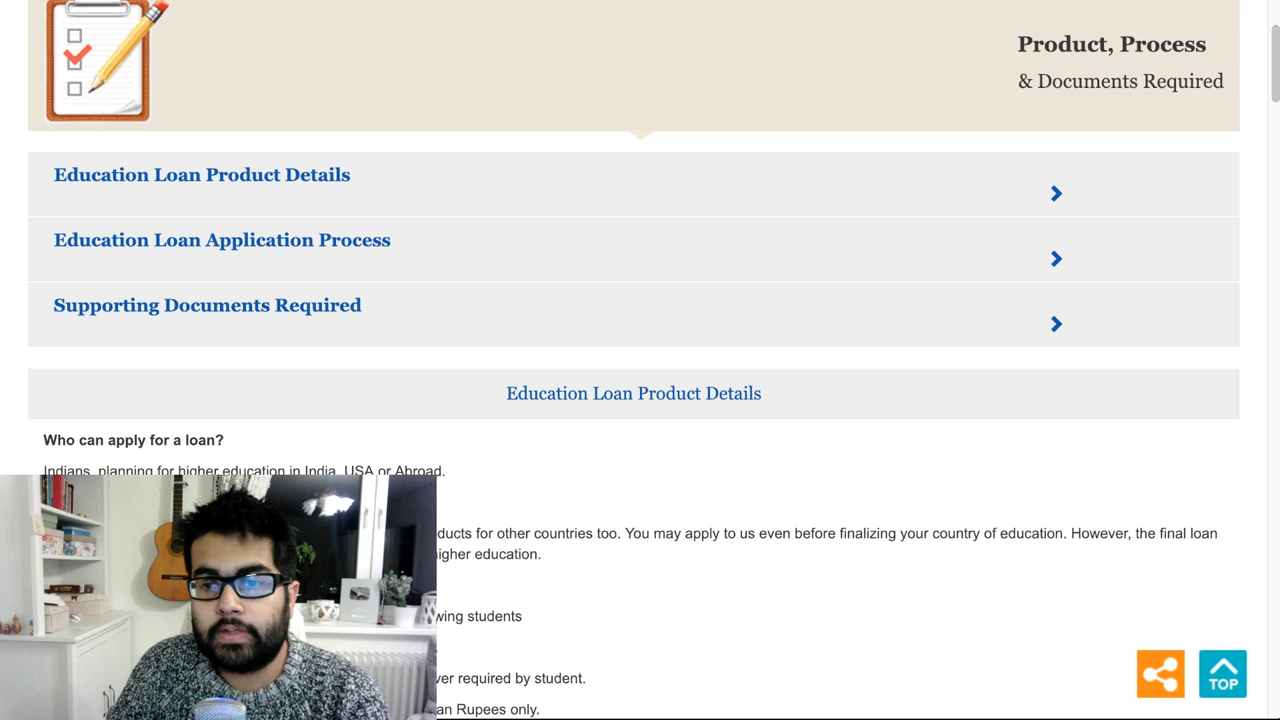 Product, Process
& Documents Required
Education Loan Product Details
Education Loan Application Process
Supporting Documents Required
Education Loan Product Details
Who can apply for a loan?
Indians, planning for higher education in India, USA or Abroad.
ducts for other countries too. You may apply to us even before finalizing your country of education. However, the final loan
igher education.
wing students
ver required by student.
an Rupees only.
TOP